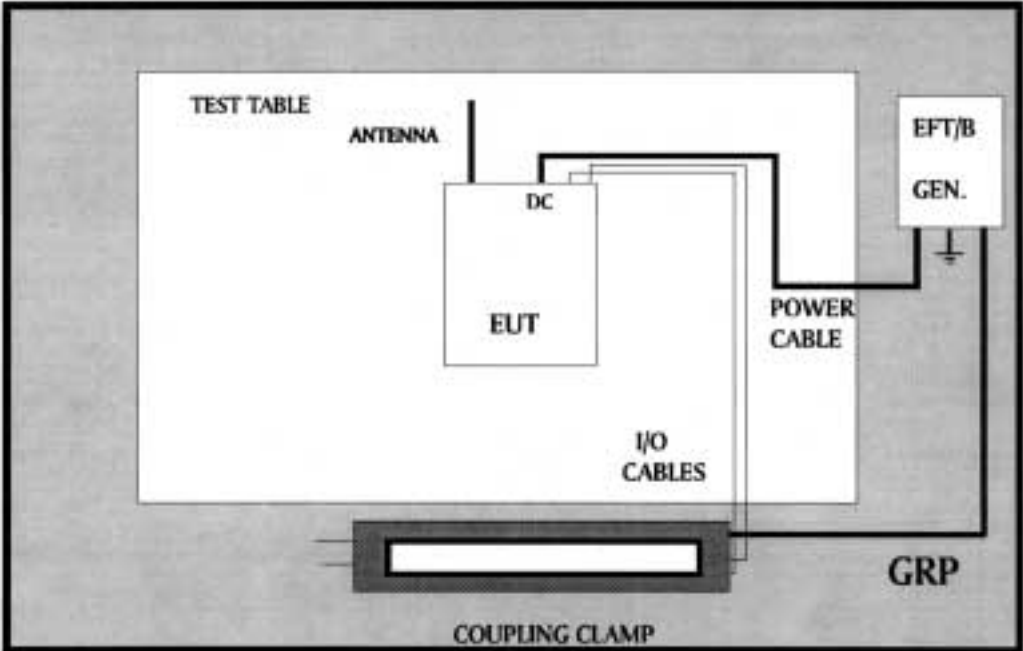 TEST TABLE
ANTENNA
EFT/B
GEN.
DC
EUT
POWER
CABLE
I/O
CABLES
GRP
COUPLING CLAMP